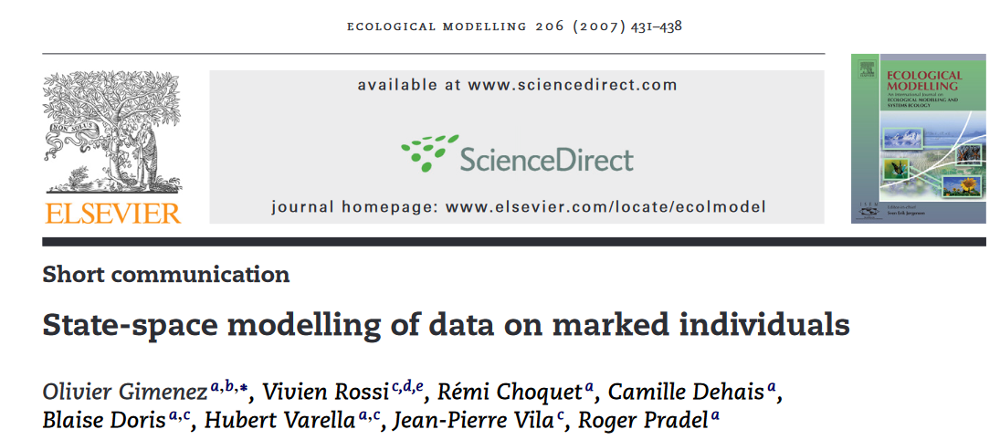 ECOLOGICAL MODELLING 206 (2007) 431–438
available at www.sciencedirect.com
NON SOLUS
ScienceDirect
ELSEVIER
journal homepage: www.elsevier.com/locate/ecolmodel
ECOLOGICAL
MODELLING
An International Journal on
ECOLOGICAL MODELLING AND
SYSTEMS ECOLOGY
Short communication
State-space modelling of data on marked individuals
Olivier Gimenez a,b,*, Vivien Rossi c,d,e, Rémi Choquet a, Camille Dehais a,
Blaise Doris a,c, Hubert Varella a,c, Jean-Pierre Vila c, Roger Pradel a